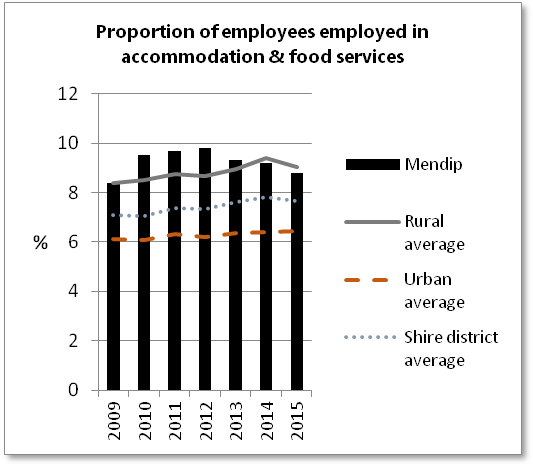 Proportion of employees employed in
accommodation & food services
12
10
8
6
4
2
0
%
2009
2010
2011
2012
2013
2014
2015
Mendip
Rural
average
Urban
average
Shire district
average